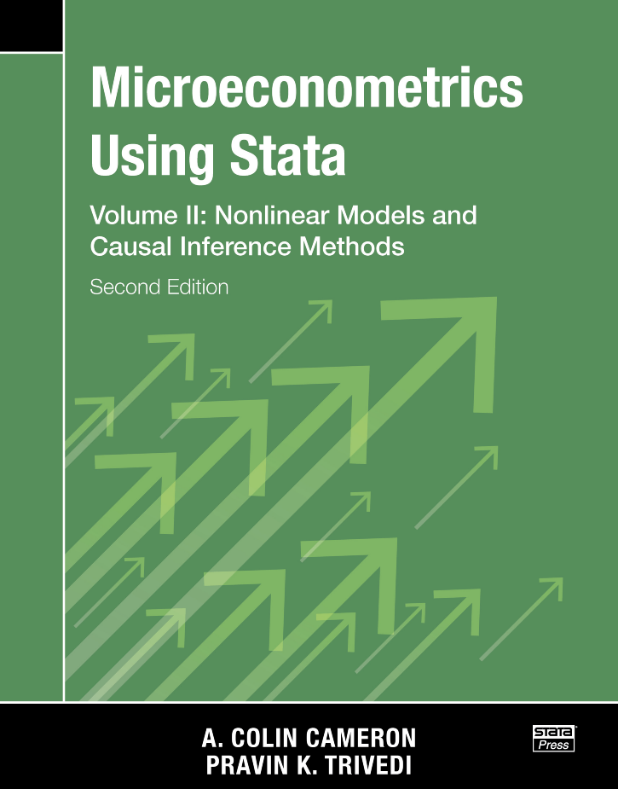 Microeconometrics
Using Stata
Volume II: Nonlinear Models and
Causal Inference Methods
Second Edition
A. COLIN CAMERON
PRAVIN K. TRIVEDI
stata
Press